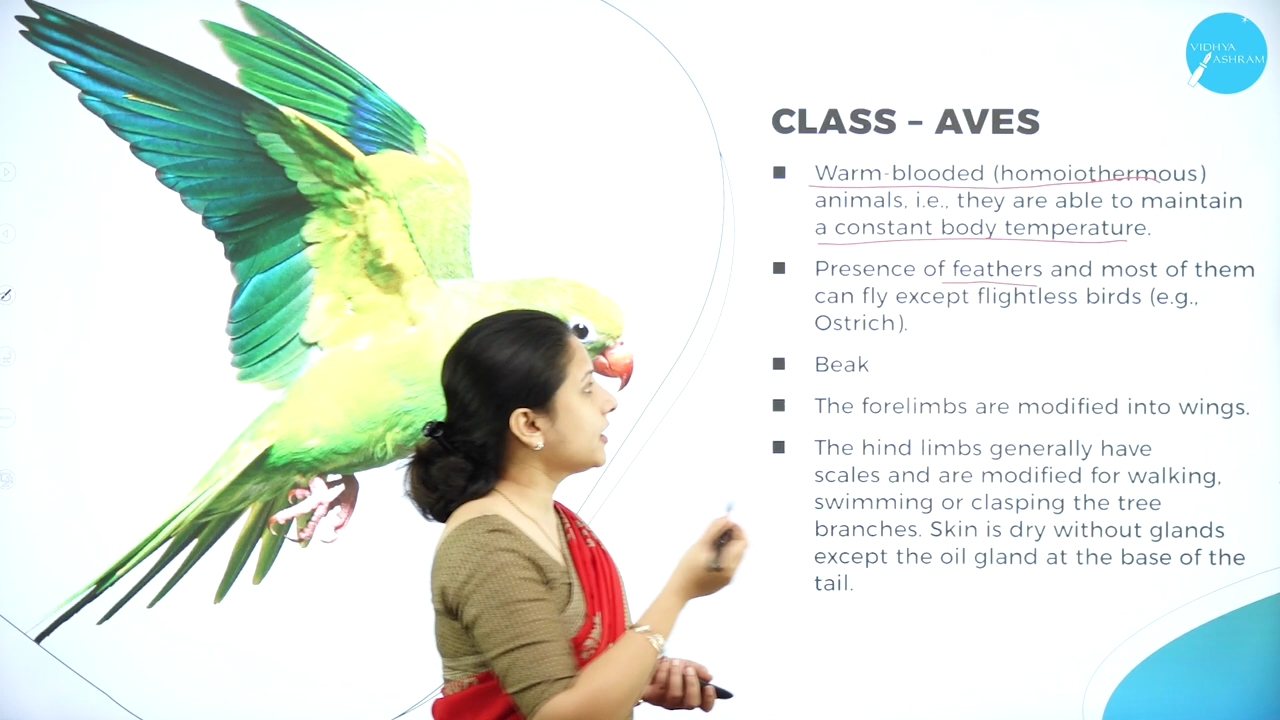 VIDHYA
ASHRAM
CLASS – AVES
Warm-blooded (homoiothermous)
animals, i.e., they are able to maintain
a constant body temperature.
Presence of feathers and most of them
can fly except flightless birds (e.g.,
Ostrich).
Beak
The forelimbs are modified into wings.
The hind limbs generally have
scales and are modified for walking,
swimming or clasping the tree
branches. Skin is dry without glands
except the oil gland at the base of the
tail.